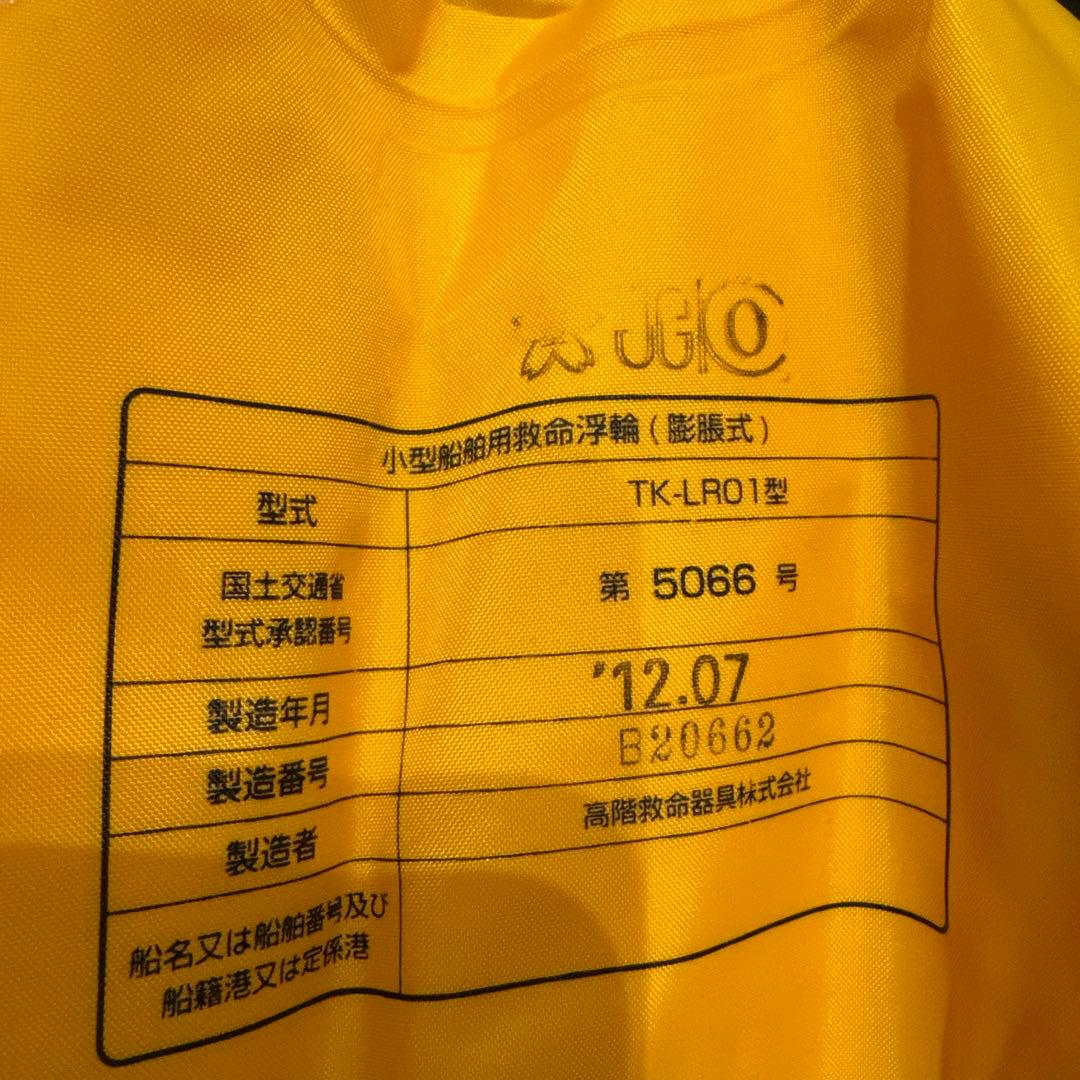 小型船舶用救命浮輪(膨脹式)
型式 TK-LR01型
国土交通省
型式承認番号
第 5066 号
製造年月 '12.07
製造番号 B20662
製造者 高階救命器具株式会社
船名又は船舶番号及び
船籍港又は定係港